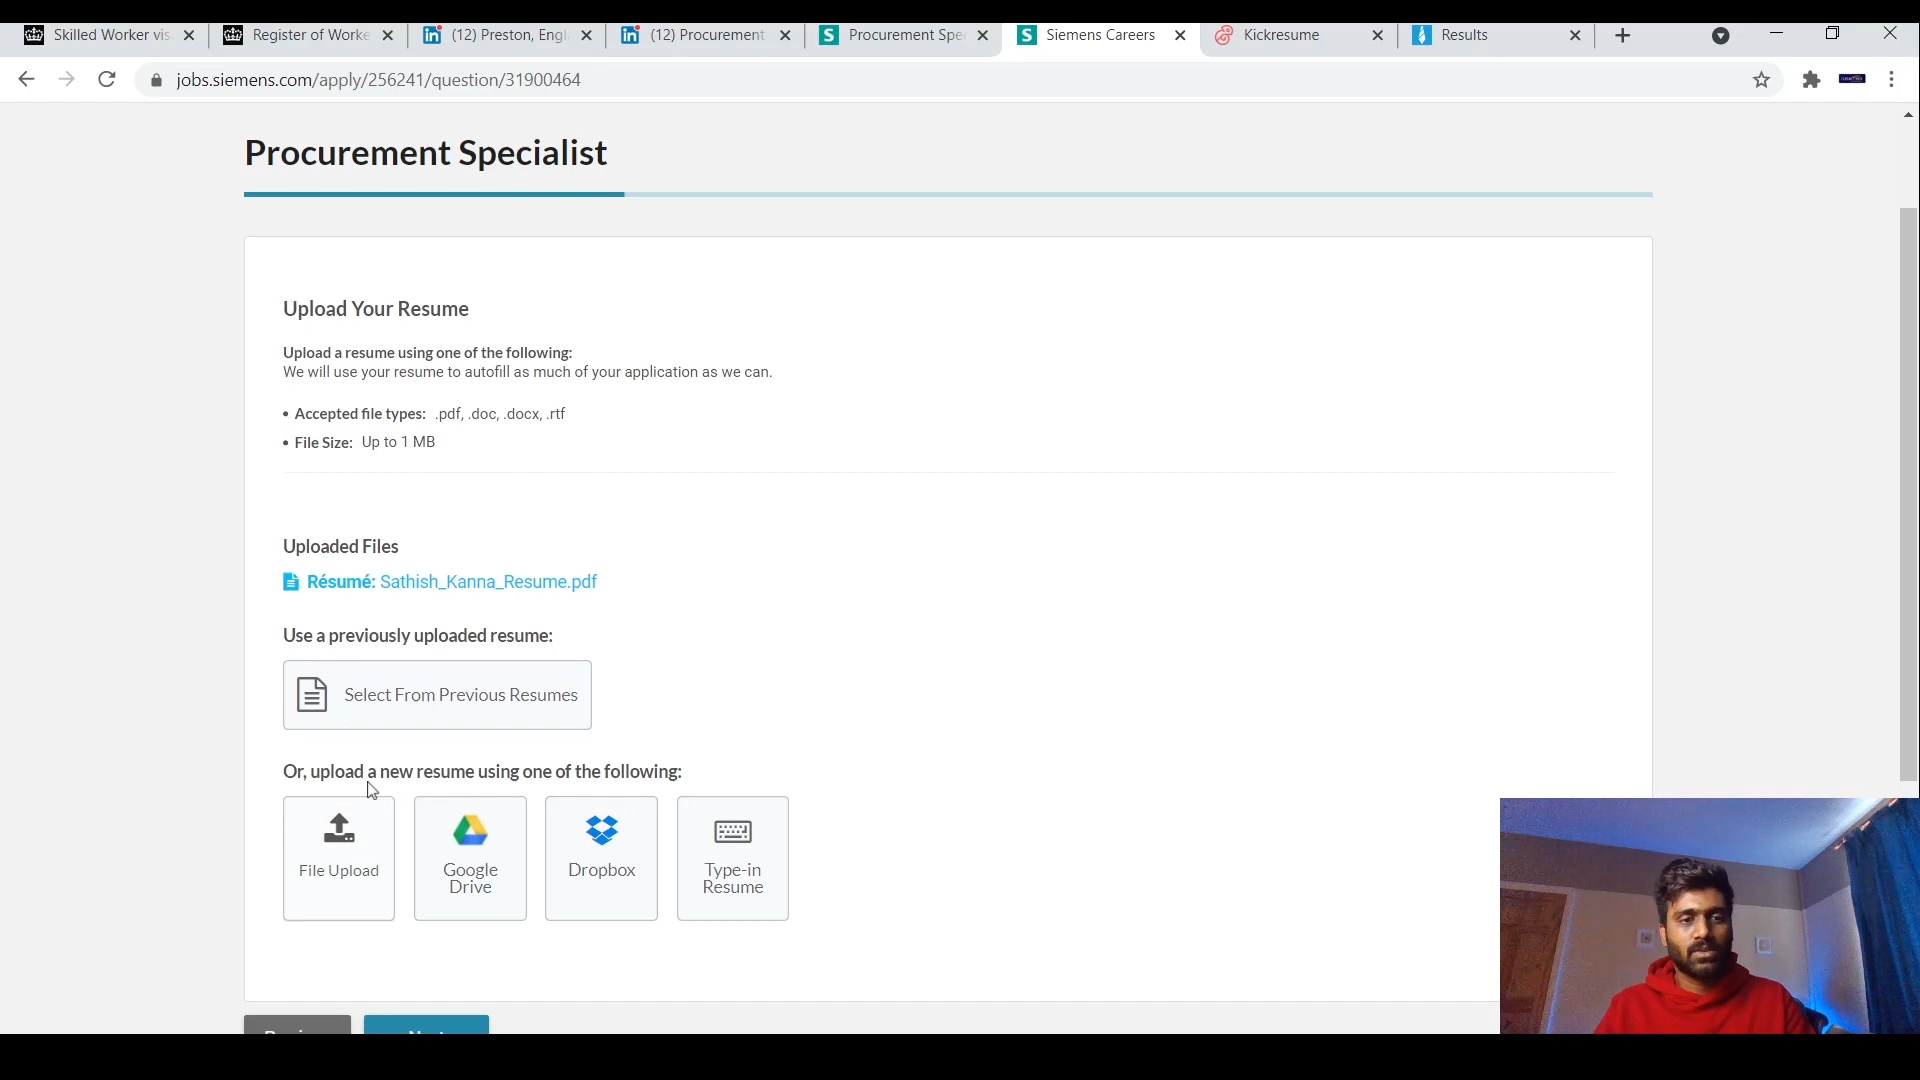 Skilled Worker vis
Register of Worke
(12) Preston, Engl
(12) Procurement
Procurement Spe
Siemens Careers
Kickresume
Results
jobs.siemens.com/apply/256241/question/31900464
Procurement Specialist
Upload Your Resume
Upload a resume using one of the following:
We will use your resume to autofill as much of your application as we can.
• Accepted file types: .pdf, .doc, .docx, .rtf
• File Size: Up to 1 MB
Uploaded Files
Résumé: Sathish_Kanna_Resume.pdf
Use a previously uploaded resume:
Select From Previous Resumes
Or, upload a new resume using one of the following:
File Upload
Google
Drive
Dropbox
Type-in
Resume